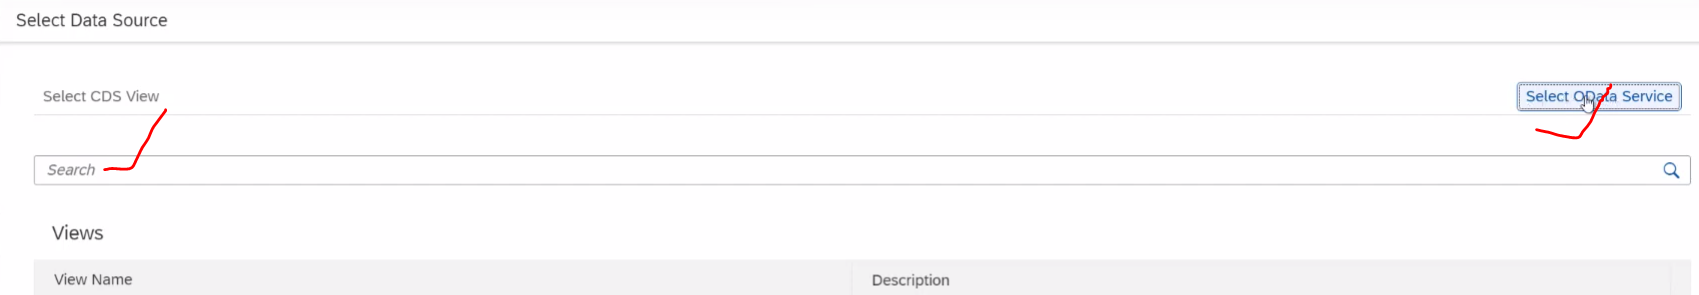 Select Data Source
Select CDS View
Select OData Service
Search
Views
View Name
Description